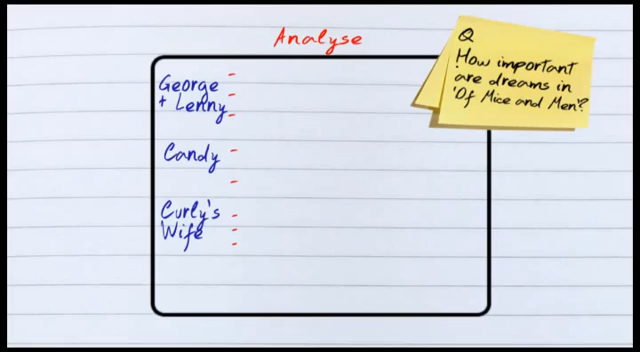 Analyse
Q
How important
are dreams in
'Of Mice and Men'?
George -
+ Lenny -
-
Candy -
-
Curly's -
Wife -
-